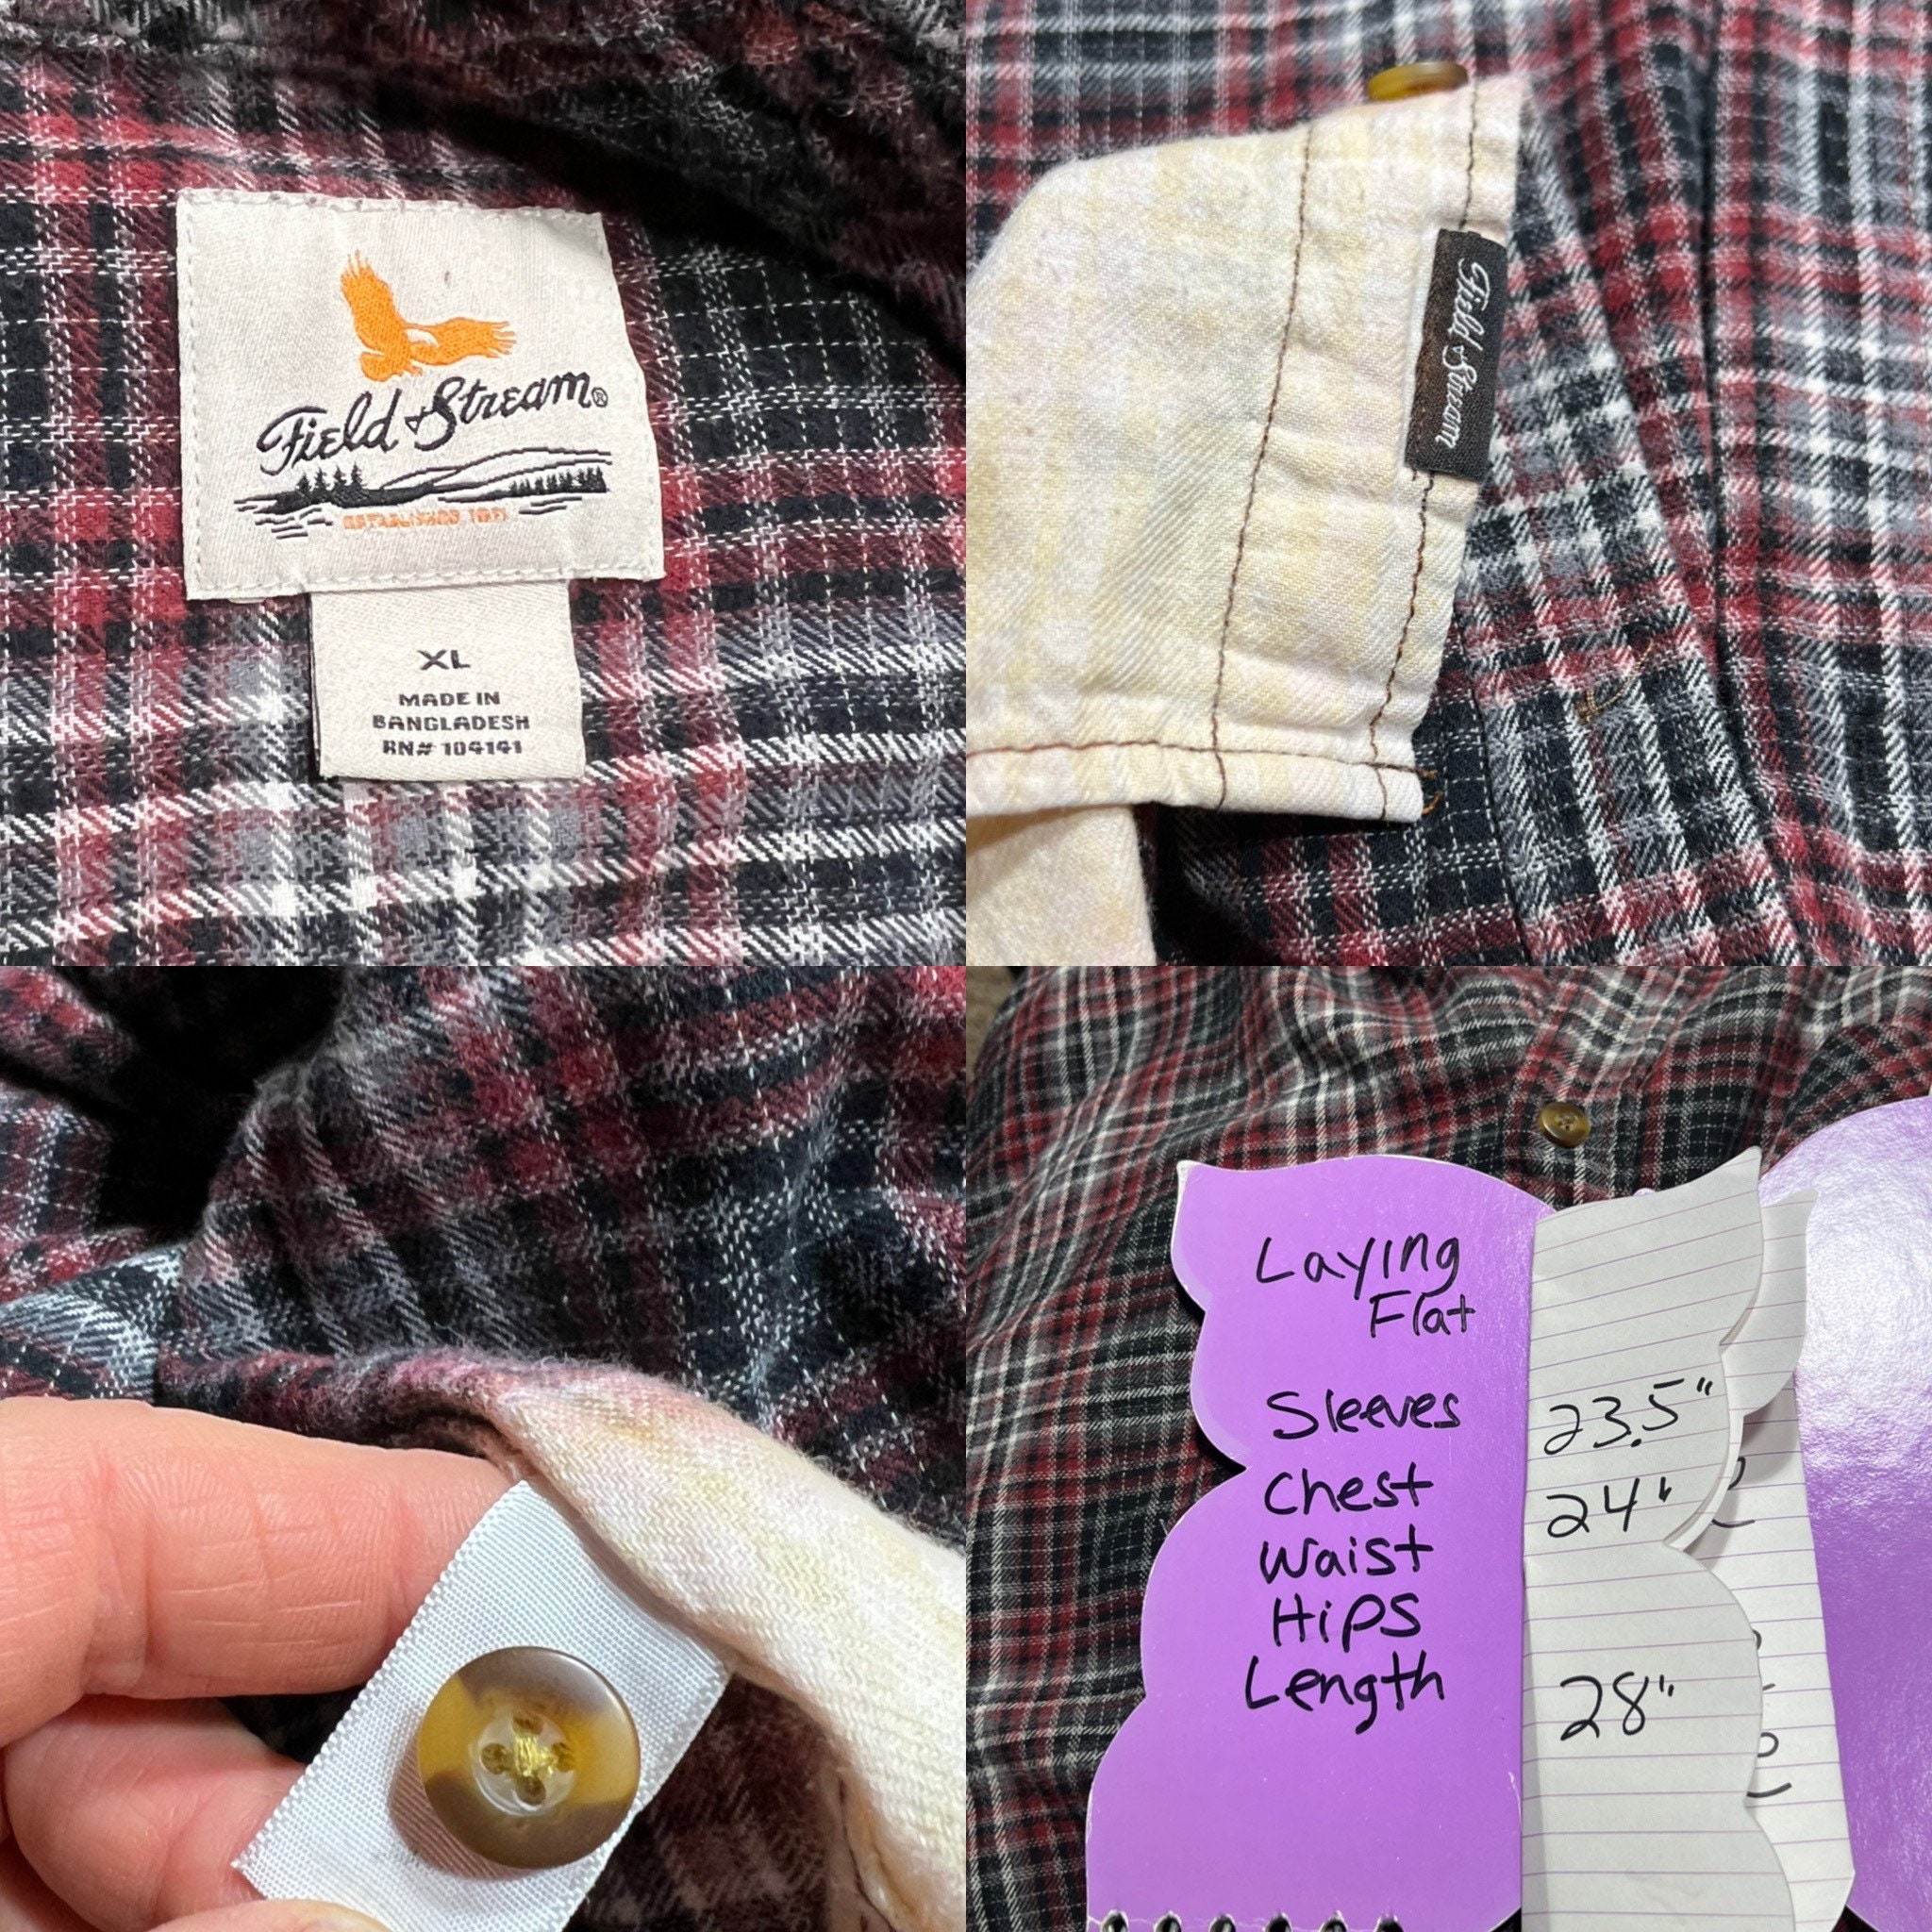 Field & Stream®
ESTABLISHED 1871
XL
MADE IN
BANGLADESH
RN# 104141
Field & Stream
Laying
Flat
Sleeves 23.5"
Chest 24"
Waist
Hips
Length 28"